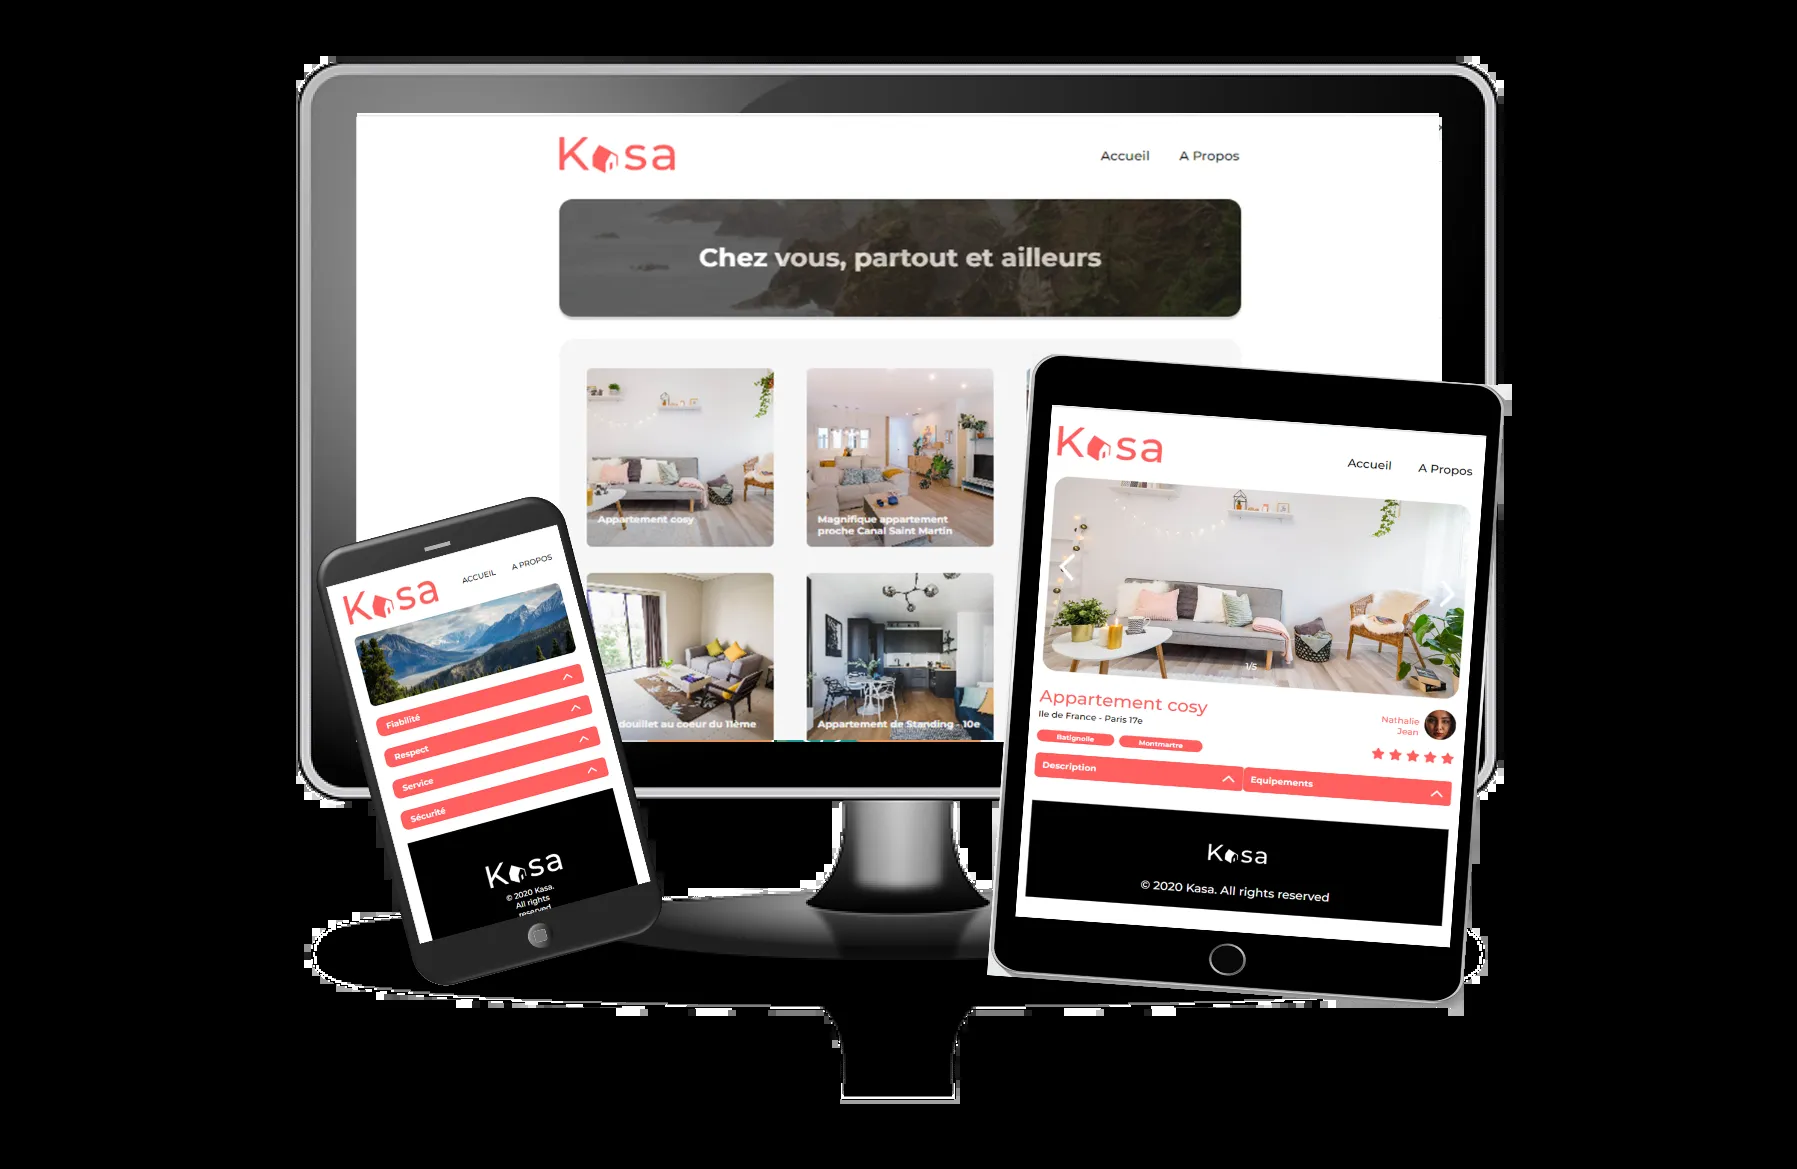 Kasa
Accueil A Propos
Chez vous, partout et ailleurs
Appartement cosy
Magnifique appartement
proche Canal Saint Martin
douillet au coeur du 11ème
Appartement de Standing - 10e
Kasa
ACCUEIL A PROPOS
Fiabilité
Respect
Service
Sécurité
Kasa
© 2020 Kasa.
All rights
reserved
Kasa
Accueil A Propos
1/5
Appartement cosy
Ile de France - Paris 17e
Nathalie
Jean
Batignolle Montmartre
Description
Equipements
Kasa
© 2020 Kasa. All rights reserved